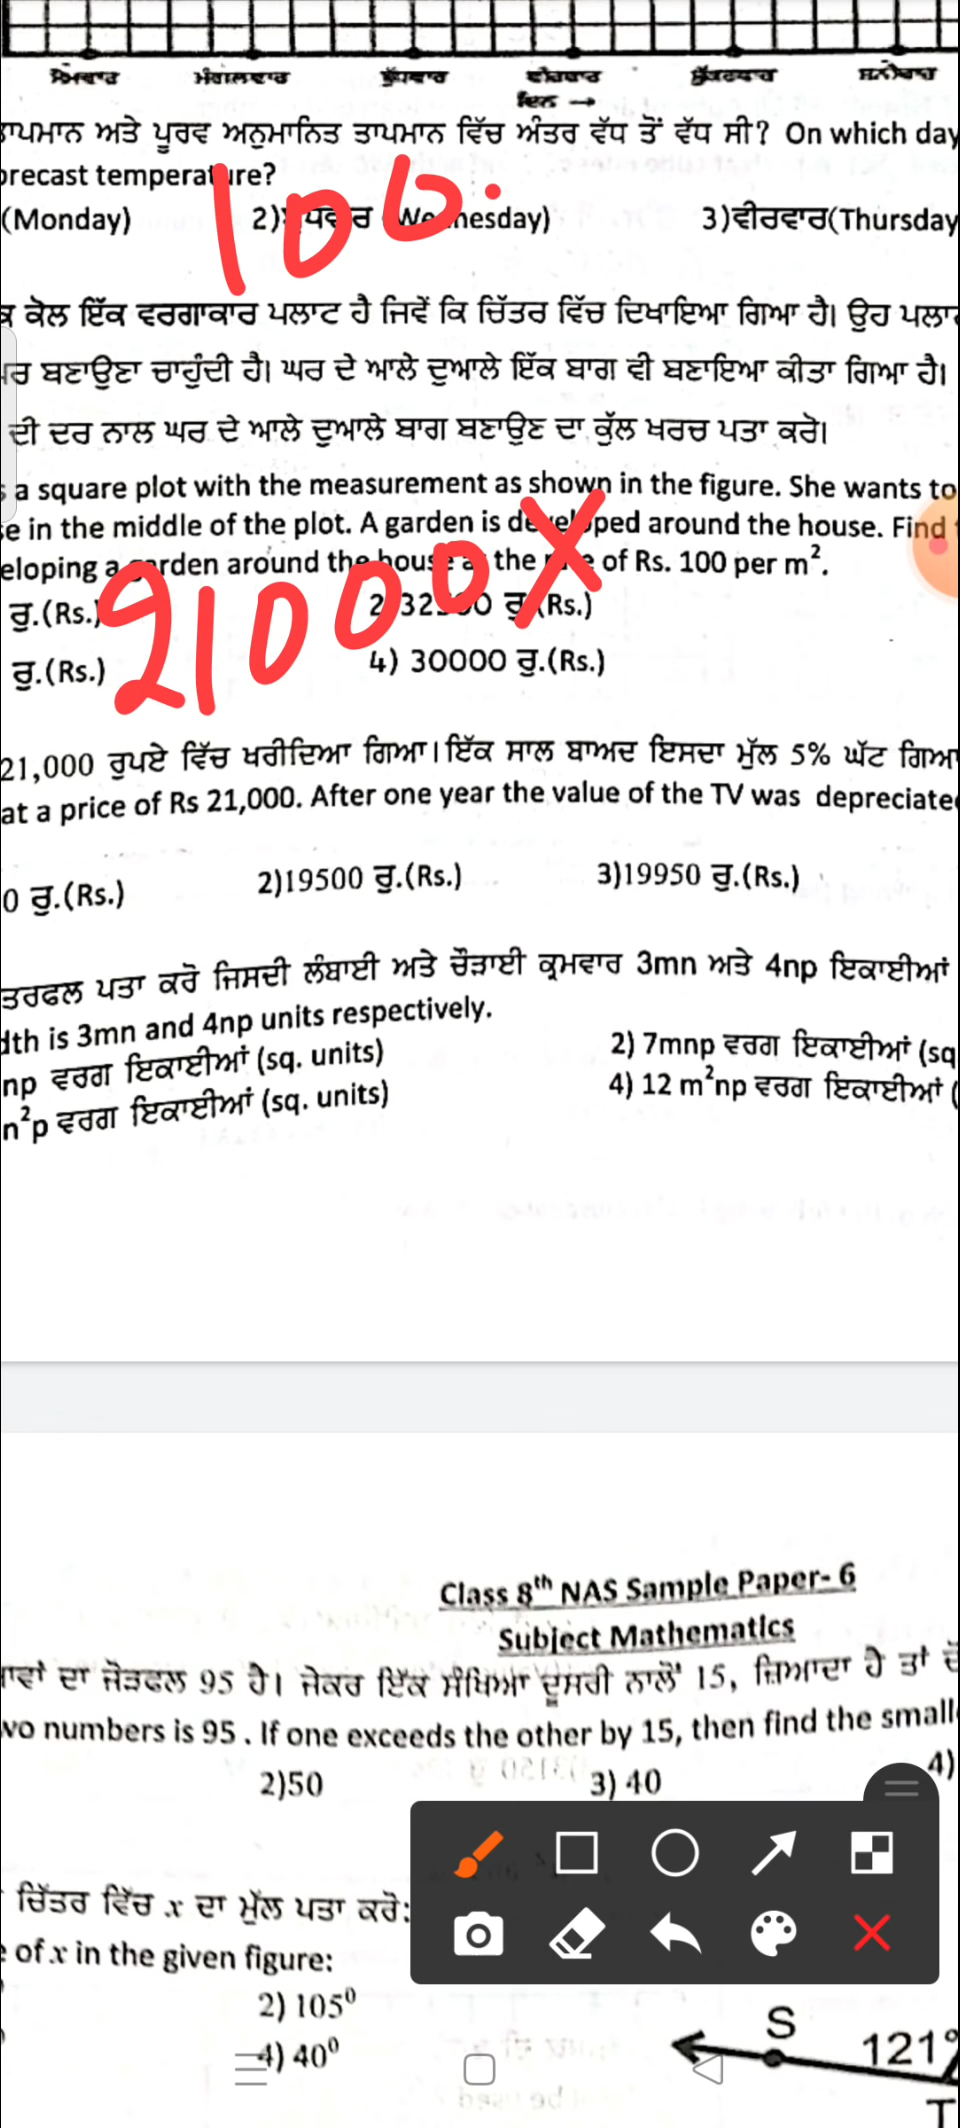 ਸੋਮਵਾਰ ਮੰਗਲਵਾਰ ਬੁੱਧਵਾਰ ਵੀਰਵਾਰ ਸ਼ੁੱਕਰਵਾਰ ਸ਼ਨੀਵਾਰ
ਦਿਨ →
ਤਾਪਮਾਨ ਅਤੇ ਪੂਰਵ ਅਨੁਮਾਨਿਤ ਤਾਪਮਾਨ ਵਿੱਚ ਅੰਤਰ ਵੱਧ ਤੋਂ ਵੱਧ ਸੀ? On which day
orecast temperature?
100.
(Monday) 2) (Wednesday) 3)ਵੀਰਵਾਰ(Thursday
ਕ ਕੋਲ ਇੱਕ ਵਰਗਾਕਾਰ ਪਲਾਟ ਹੈ ਜਿਵੇਂ ਕਿ ਚਿੱਤਰ ਵਿੱਚ ਦਿਖਾਇਆ ਗਿਆ ਹੈ। ਉਹ ਪਲਾਟ
ਘਰ ਬਣਾਉਣਾ ਚਾਹੁੰਦੀ ਹੈ। ਘਰ ਦੇ ਆਲੇ ਦੁਆਲੇ ਇੱਕ ਬਾਗ ਵੀ ਬਣਾਇਆ ਕੀਤਾ ਗਿਆ ਹੈ।
ਦੀ ਦਰ ਨਾਲ ਘਰ ਦੇ ਆਲੇ ਦੁਆਲੇ ਬਾਗ ਬਣਾਉਣ ਦਾ ਕੁੱਲ ਖਰਚ ਪਤਾ ਕਰੋ।
s a square plot with the measurement as shown in the figure. She wants to
se in the middle of the plot. A garden is developed around the house. Find
eloping a garden around the house at the rate of Rs. 100 per m².
21000X
ਰੁ.(Rs.) 2) ਰੁ.(Rs.)
ਰੁ.(Rs.) 4) 30000 ਰੁ.(Rs.)
21,000 ਰੁਪਏ ਵਿੱਚ ਖਰੀਦਿਆ ਗਿਆ।ਇੱਕ ਸਾਲ ਬਾਅਦ ਇਸਦਾ ਮੁੱਲ 5% ਘੱਟ ਗਿਆ
at a price of Rs 21,000. After one year the value of the TV was depreciated
0 ਰੁ.(Rs.) 2)19500 ਰੁ.(Rs.) 3)19950 ਰੁ.(Rs.)
ਤਰਫਲ ਪਤਾ ਕਰੋ ਜਿਸਦੀ ਲੰਬਾਈ ਅਤੇ ਚੌੜਾਈ ਕ੍ਰਮਵਾਰ 3mn ਅਤੇ 4np ਇਕਾਈਆਂ
dth is 3mn and 4np units respectively.
np ਵਰਗ ਇਕਾਈਆਂ (sq. units) 2) 7mnp ਵਰਗ ਇਕਾਈਆਂ (sq
n²p ਵਰਗ ਇਕਾਈਆਂ (sq. units) 4) 12 m²np ਵਰਗ ਇਕਾਈਆਂ (
Class 8th NAS Sample Paper- 6
Subject Mathematics
ਆਵਾਂ ਦਾ ਜੋੜਫਲ 95 ਹੈ। ਜੇਕਰ ਇੱਕ ਸੰਖਿਆ ਦੂਸਰੀ ਨਾਲੋਂ 15, ਜ਼ਿਆਦਾ ਹੈ ਤਾਂ ਦੋ
wo numbers is 95 . If one exceeds the other by 15, then find the small
2)50 3) 40 4)
ਚਿੱਤਰ ਵਿੱਚ x ਦਾ ਮੁੱਲ ਪਤਾ ਕਰੋ:
e of x in the given figure:
2) 105⁰
4) 40⁰
S
121°
T